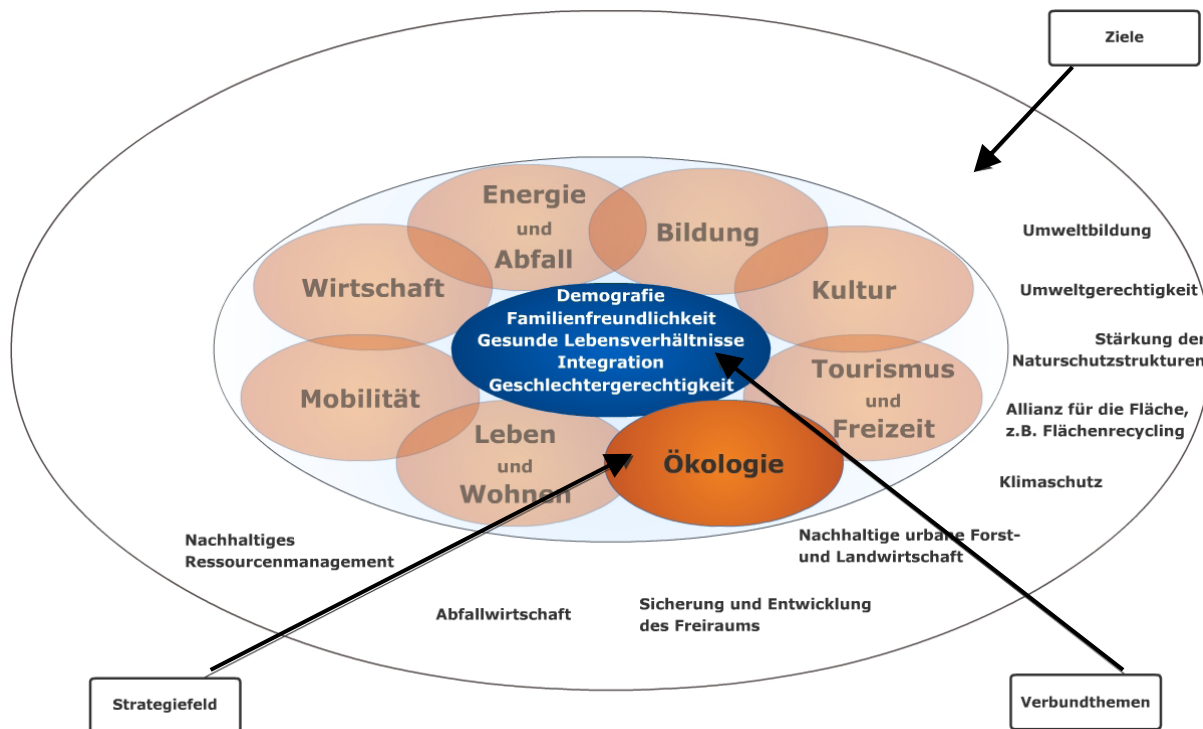 Ziele
Energie
und
Abfall
Bildung
Wirtschaft
Kultur
Demografie
Familienfreundlichkeit
Gesunde Lebensverhältnisse
Integration
Geschlechtergerechtigkeit
Mobilität
Tourismus
und
Freizeit
Leben
und
Wohnen
Ökologie
Umweltbildung
Umweltgerechtigkeit
Stärkung der
Naturschutzstrukturen
Allianz für die Fläche,
z.B. Flächenrecycling
Klimaschutz
Nachhaltige urbane Forst-
und Landwirtschaft
Nachhaltiges
Ressourcenmanagement
Abfallwirtschaft
Sicherung und Entwicklung
des Freiraums
Strategiefeld
Verbundthemen